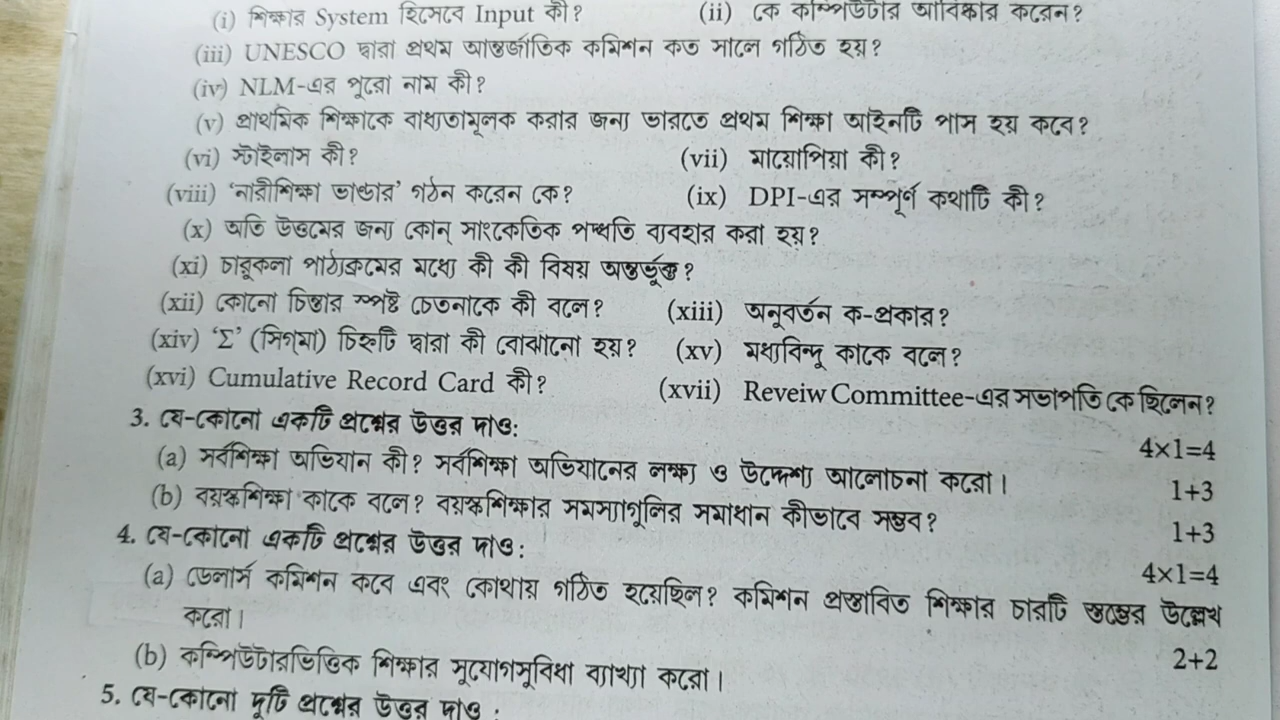 (i) শিক্ষার System হিসেবে Input কী? (ii) কে কম্পিউটার আবিষ্কার করেন?
(iii) UNESCO দ্বারা প্রথম আন্তর্জাতিক কমিশন কত সালে গঠিত হয়?
(iv) NLM-এর পুরো নাম কী?
(v) প্রাথমিক শিক্ষাকে বাধ্যতামূলক করার জন্য ভারতে প্রথম শিক্ষা আইনটি পাস হয় কবে?
(vi) স্টাইলাস কী? (vii) মায়োপিয়া কী?
(viii) ‘নারীশিক্ষা ভাণ্ডার’ গঠন করেন কে? (ix) DPI-এর সম্পূর্ণ কথাটি কী?
(x) অতি উত্তমের জন্য কোন্ সাংকেতিক পদ্ধতি ব্যবহার করা হয়?
(xi) চারুকলা পাঠ্যক্রমের মধ্যে কী কী বিষয় অন্তর্ভুক্ত?
(xii) কোনো চিন্তার স্পষ্ট চেতনাকে কী বলে? (xiii) অনুবর্তন ক-প্রকার?
(xiv) ‘Σ’ (সিগ্‌মা) চিহ্নটি দ্বারা কী বোঝানো হয়? (xv) মধ্যবিন্দু কাকে বলে?
(xvi) Cumulative Record Card কী? (xvii) Reveiw Committee-এর সভাপতি কে ছিলেন?
3. যে-কোনো একটি প্রশ্নের উত্তর দাও: 4×1=4
(a) সর্বশিক্ষা অভিযান কী? সর্বশিক্ষা অভিযানের লক্ষ্য ও উদ্দেশ্য আলোচনা করো। 1+3
(b) বয়স্কশিক্ষা কাকে বলে? বয়স্কশিক্ষার সমস্যাগুলির সমাধান কীভাবে সম্ভব? 1+3
4. যে-কোনো একটি প্রশ্নের উত্তর দাও: 4×1=4
(a) ডেলার্স কমিশন কবে এবং কোথায় গঠিত হয়েছিল? কমিশন প্রস্তাবিত শিক্ষার চারটি স্তম্ভের উল্লেখ
করো। 2+2
(b) কম্পিউটারভিত্তিক শিক্ষার সুযোগসুবিধা ব্যাখ্যা করো।
5. যে-কোনো দুটি প্রশ্নের উত্তর দাও :